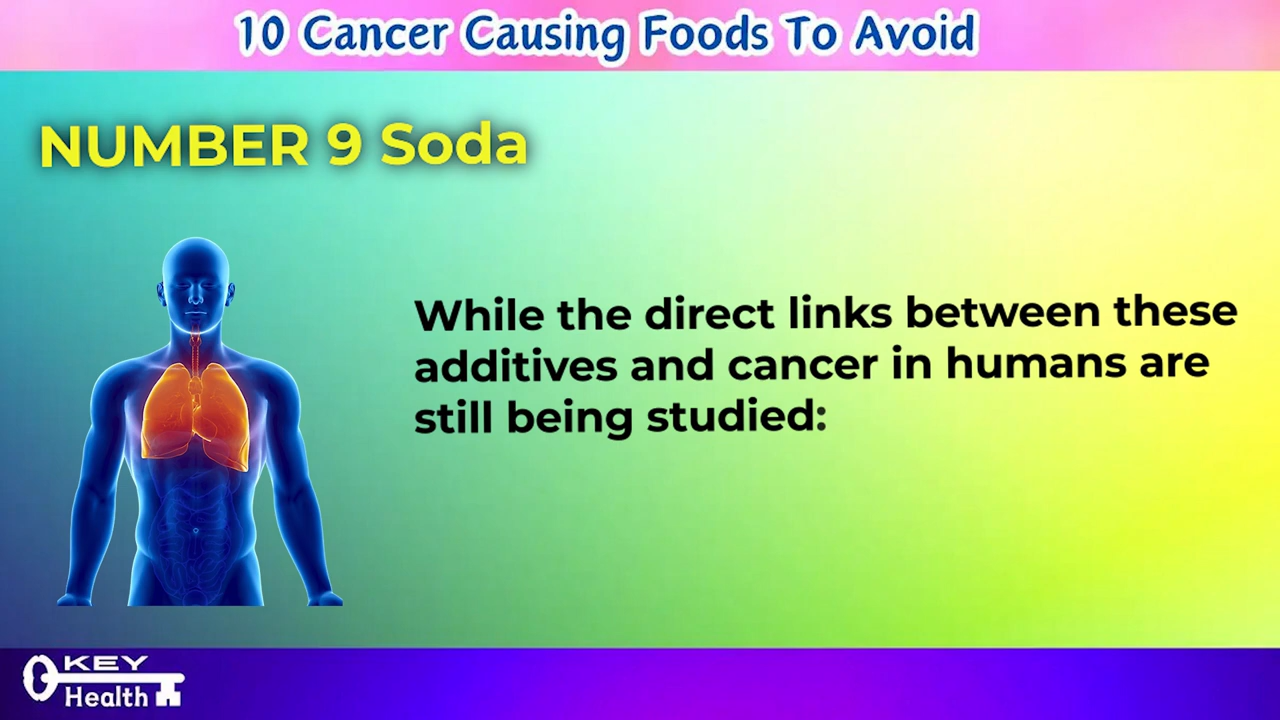 10 Cancer Causing Foods To Avoid
NUMBER 9 Soda
While the direct links between these
additives and cancer in humans are
still being studied:
KEY
Health